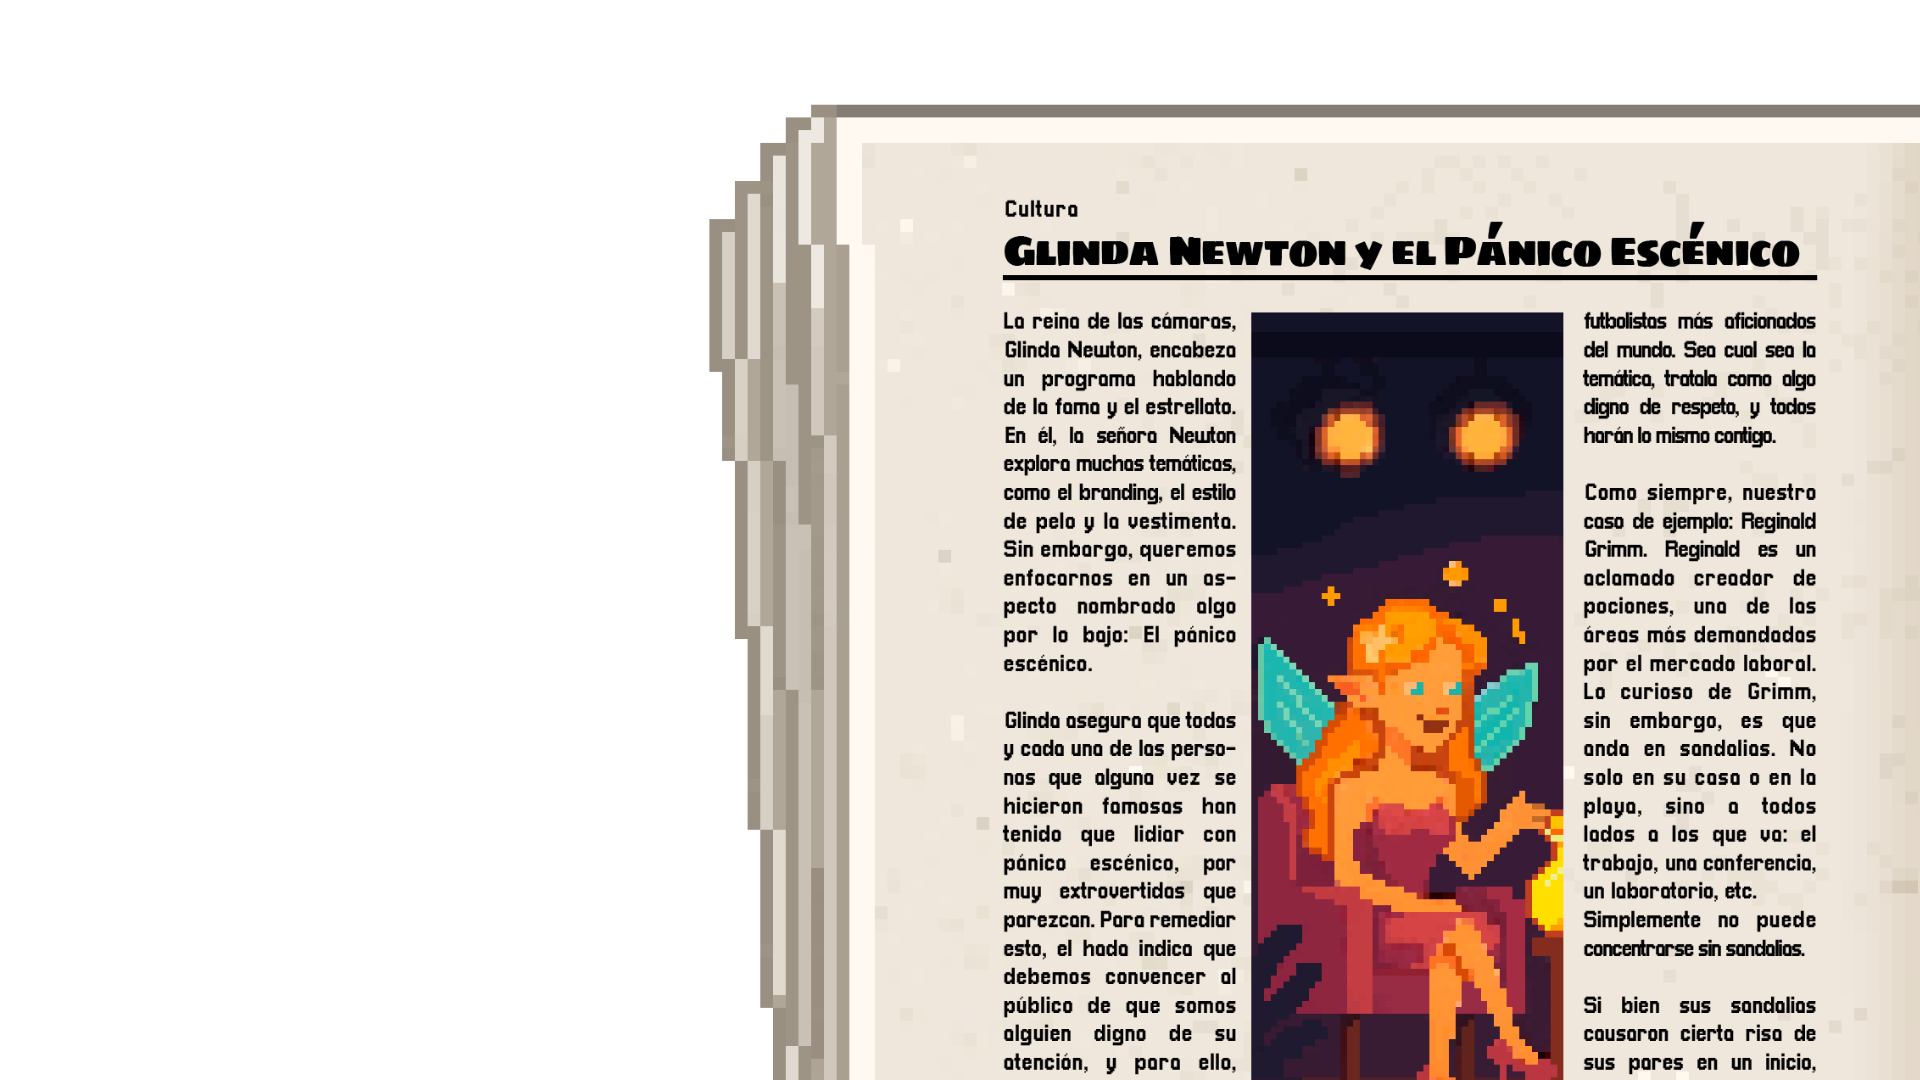 Cultura
Glinda Newton y el Pánico Escénico
La reina de las cámaras,
Glinda Newton, encabeza
un programa hablando
de la fama y el estrellato.
En él, la señora Newton
explora muchas temáticas,
como el branding, el estilo
de pelo y la vestimenta.
Sin embargo, queremos
enfocarnos en un as-
pecto nombrado algo
por lo bajo: El pánico
escénico.
Glinda asegura que todas
y cada una de las perso-
nas que alguna vez se
hicieron famosas han
tenido que lidiar con
pánico escénico, por
muy extrovertidas que
parezcan. Para remediar
esto, el hada indica que
debemos convencer al
público de que somos
alguien digno de su
atención, y para ello,
futbolistas más aficionados
del mundo. Sea cual sea la
temática, tratala como algo
digno de respeto, y todos
harán lo mismo contigo.
Como siempre, nuestro
caso de ejemplo: Reginald
Grimm. Reginald es un
aclamado creador de
pociones, una de las
áreas más demandadas
por el mercado laboral.
Lo curioso de Grimm,
sin embargo, es que
anda en sandalias. No
solo en su casa o en la
playa, sino a todos
lados a los que va: el
trabajo, una conferencia,
un laboratorio, etc.
Simplemente no puede
concentrarse sin sandalias.
Si bien sus sandalias
causaron cierta risa de
sus pares en un inicio,